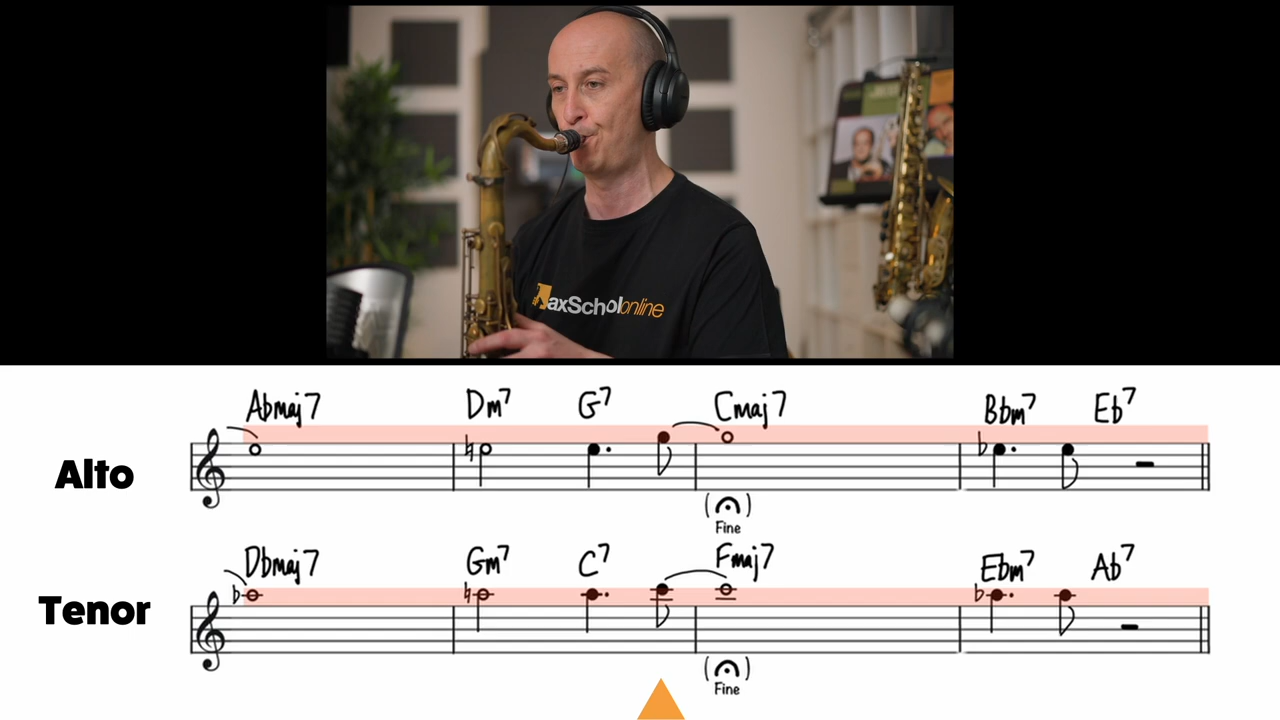 axScholonline
Abmaj7 Dm7 G7 Cmaj7 Bbm7 Eb7
Alto
Fine
Dbmaj7 Gm7 C7 Fmaj7 Ebm7 Ab7
Tenor
Fine